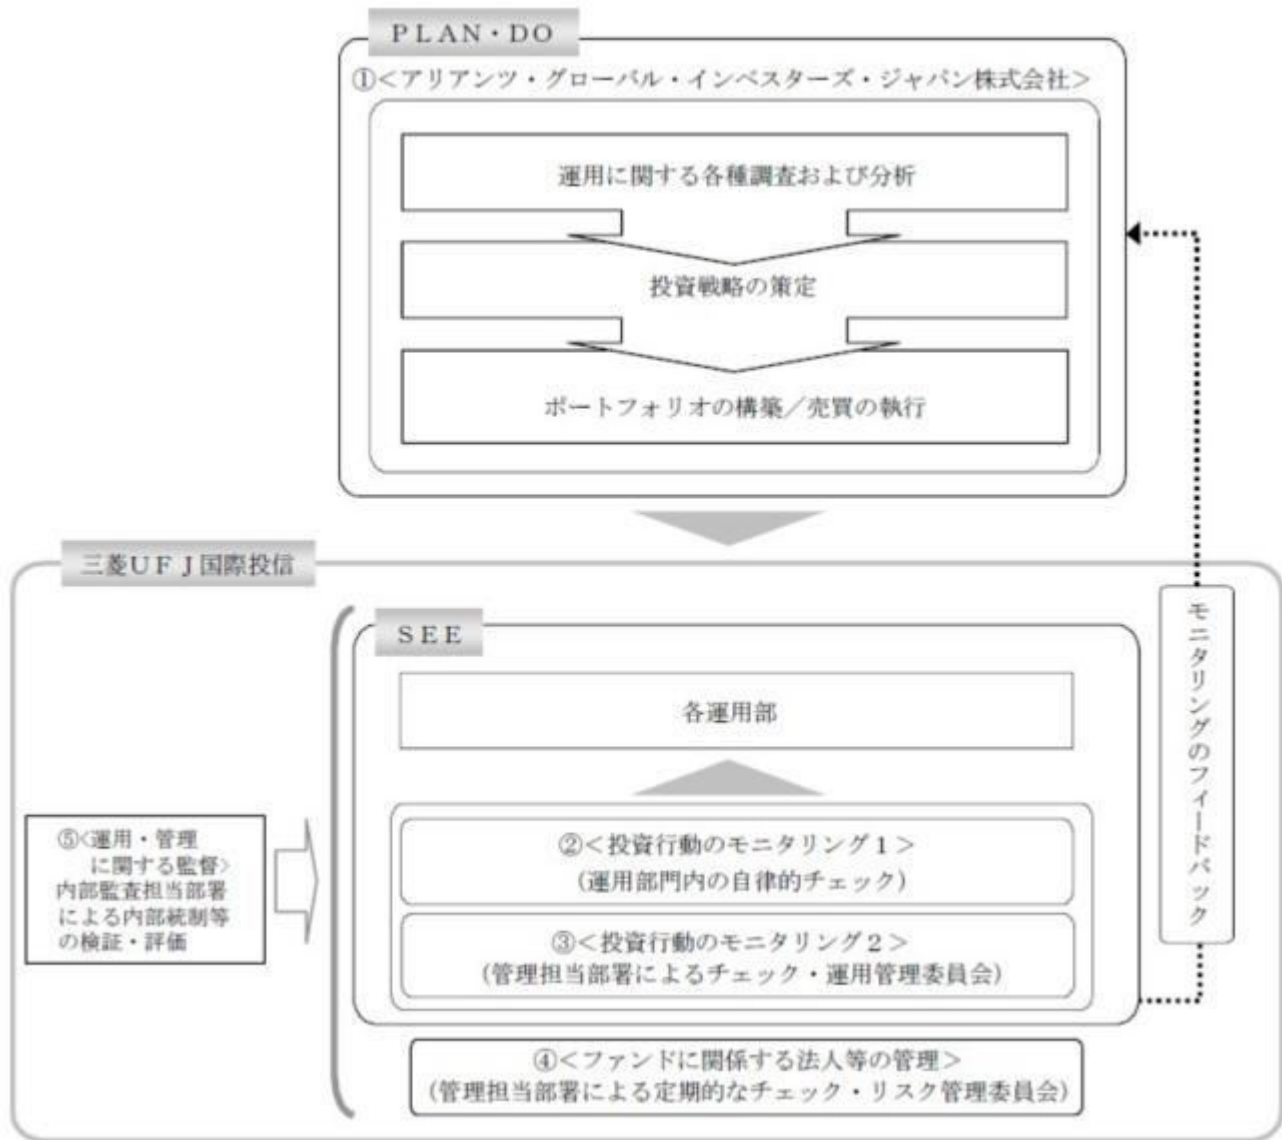 PLAN・DO
①<アリアンツ・グローバル・インベスターズ・ジャパン株式会社>
運用に関する各種調査および分析
投資戦略の策定
ポートフォリオの構築/売買の執行
三菱UFJ国際投信
SEE
各運用部
②<投資行動のモニタリング1>
(運用部門内の自律的チェック)
③<投資行動のモニタリング2>
(管理担当部署によるチェック・運用管理委員会)
④<ファンドに関係する法人等の管理>
(管理担当部署による定期的なチェック・リスク管理委員会)
⑤<運用・管理
に関する監督>
内部監査担当部署
による内部統制等
の検証・評価
モニタリングのフィードバック